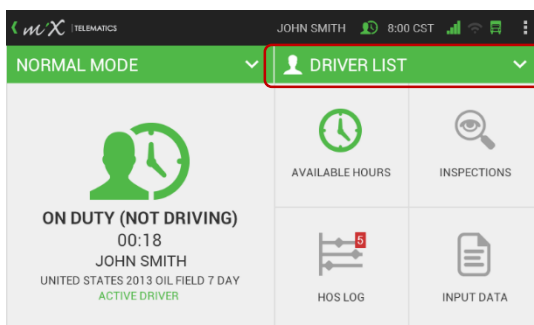 miX TELEMATICS JOHN SMITH 8:00 CST
NORMAL MODE
DRIVER LIST
AVAILABLE HOURS
INSPECTIONS
ON DUTY (NOT DRIVING)
00:18
JOHN SMITH
UNITED STATES 2013 OIL FIELD 7 DAY
ACTIVE DRIVER
5
HOS LOG
INPUT DATA